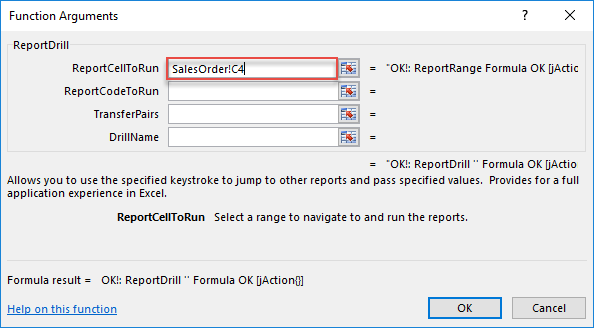 Function Arguments ? ×
ReportDrill
ReportCellToRun SalesOrder!C4 = "OK!: ReportRange Formula OK [jActio
ReportCodeToRun =
TransferPairs =
DrillName =
= "OK!: ReportDrill '' Formula OK [jActio
Allows you to use the specified keystroke to jump to other reports and pass specified values. Provides for a full
application experience in Excel.
ReportCellToRun Select a range to navigate to and run the reports.
Formula result = OK!: ReportDrill '' Formula OK [jAction{}]
Help on this function OK Cancel